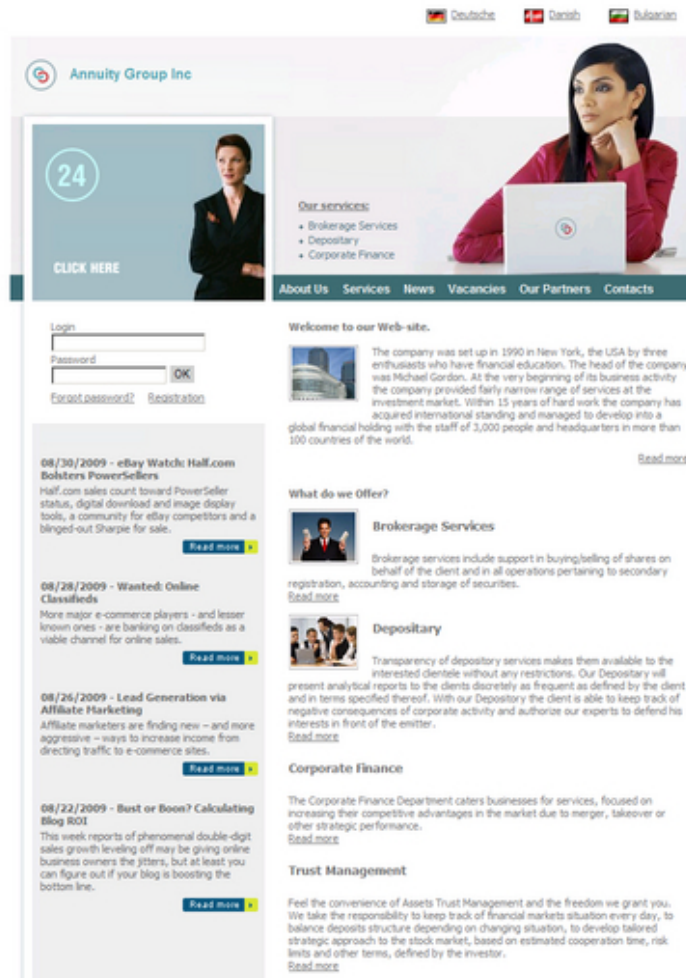 Deutsche Danish Bulgarian
Annuity Group Inc
24
CLICK HERE
Our services:
+ Brokerage Services
+ Depositary
+ Corporate Finance
About Us Services News Vacancies Our Partners Contacts
Login
Password
OK
Forgot password? Registration
08/30/2009 - eBay Watch: Half.com
Bolsters PowerSellers
Half.com sales count toward PowerSeller
status, digital download and image display
tools, a community for eBay competitors and a
blinged-out Sharpie for sale.
Read more
08/28/2009 - Wanted: Online
Classifieds
More major e-commerce players - and lesser
known ones - are banking on classifieds as a
viable channel for online sales.
Read more
08/26/2009 - Lead Generation via
Affiliate Marketing
Affiliate marketers are finding new – and more
aggressive – ways to increase income from
directing traffic to e-commerce sites.
Read more
08/22/2009 - Bust or Boon? Calculating
Blog ROI
This week reports of phenomenal double-digit
sales growth leveling off may be giving online
business owners the jitters, but at least you
can figure out if your blog is boosting the
bottom line.
Read more
Welcome to our Web-site.
The company was set up in 1990 in New York, the USA by three
enthusiasts who have financial education. The head of the company
was Michael Gordon. At the very beginning of its business activity
the company provided fairly narrow range of services at the
investment market. Within 15 years of hard work the company has
acquired international standing and managed to develop into a
global financial holding with the staff of 3,000 people and headquarters in more than
100 countries of the world.
Read more
What do we Offer?
Brokerage Services
Brokerage services include support in buying/selling of shares on
behalf of the client and in all operations pertaining to secondary
registration, accounting and storage of securities.
Read more
Depositary
Transparency of depository services makes them available to the
interested clientele without any restrictions. Our Depositary will
present analytical reports to the clients discretely as frequent as defined by the client
and in terms specified thereof. With our Depository the client is able to keep track of
negative consequences of corporate activity and authorize our experts to defend his
interests in front of the emitter.
Read more
Corporate Finance
The Corporate Finance Department caters businesses for services, focused on
increasing their competitive advantages in the market due to merger, takeover or
other strategic performance.
Read more
Trust Management
Feel the convenience of Assets Trust Management and the freedom we grant you.
We take the responsibility to keep track of financial markets situation every day, to
balance deposits structure depending on changing situation, to develop tailored
strategic approach to the stock market, based on estimated cooperation time, risk
limits and other terms, defined by the investor.
Read more